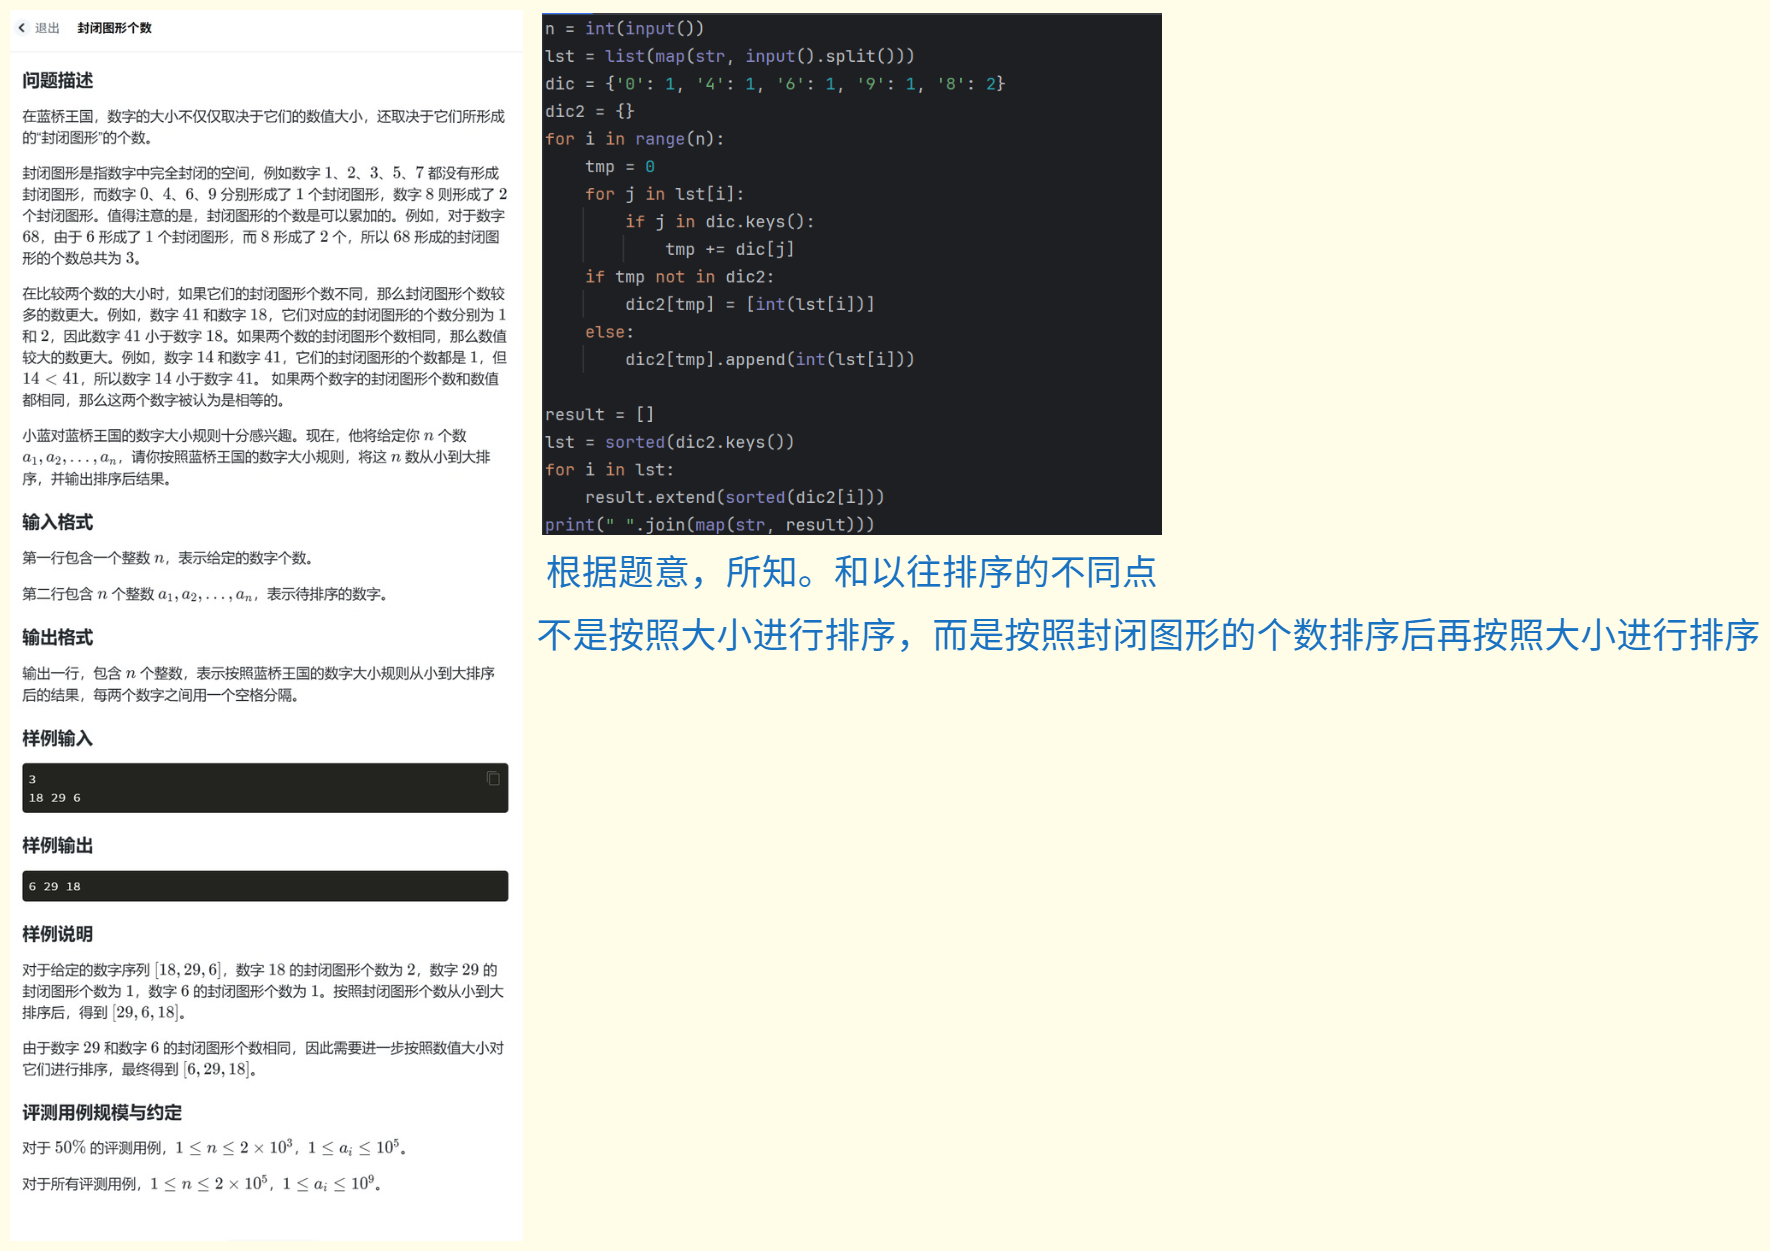 退出 封闭图形个数
问题描述
在蓝桥王国，数字的大小不仅仅取决于它们的数值大小，还取决于它们所形成
的“封闭图形”的个数。
封闭图形是指数字中完全封闭的空间，例如数字 1、2、3、5、7 都没有形成
封闭图形，而数字 0、4、6、9 分别形成了 1 个封闭图形，数字 8 则形成了 2
个封闭图形。值得注意的是，封闭图形的个数是可以累加的。例如，对于数字
68，由于 6 形成了 1 个封闭图形，而 8 形成了 2 个，所以 68 形成的封闭图
形的个数总共为 3。
在比较两个数的大小时，如果它们的封闭图形个数不同，那么封闭图形个数较
多的数更大。例如，数字 41 和数字 18，它们对应的封闭图形的个数分别为 1
和 2，因此数字 41 小于数字 18。如果两个数的封闭图形个数相同，那么数值
较大的数更大。例如，数字 14 和数字 41，它们的封闭图形的个数都是 1，但
14 < 41，所以数字 14 小于数字 41。 如果两个数字的封闭图形个数和数值
都相同，那么这两个数字被认为是相等的。
小蓝对蓝桥王国的数字大小规则十分感兴趣。现在，他将给定你 n 个数
a₁, a₂, . . . , aₙ，请你按照蓝桥王国的数字大小规则，将这 n 数从小到大排
序，并输出排序后结果。
输入格式
第一行包含一个整数 n，表示给定的数字个数。
第二行包含 n 个整数 a₁, a₂, . . . , aₙ，表示待排序的数字。
输出格式
输出一行，包含 n 个整数，表示按照蓝桥王国的数字大小规则从小到大排序
后的结果，每两个数字之间用一个空格分隔。
样例输入
3
18 29 6
样例输出
6 29 18
样例说明
对于给定的数字序列 [18, 29, 6]，数字 18 的封闭图形个数为 2，数字 29 的
封闭图形个数为 1，数字 6 的封闭图形个数为 1。按照封闭图形个数从小到大
排序后，得到 [29, 6, 18]。
由于数字 29 和数字 6 的封闭图形个数相同，因此需要进一步按照数值大小对
它们进行排序，最终得到 [6, 29, 18]。
评测用例规模与约定
对于 50% 的评测用例，1 ≤ n ≤ 2 × 10³，1 ≤ aᵢ ≤ 10⁵。
对于所有评测用例，1 ≤ n ≤ 2 × 10⁵，1 ≤ aᵢ ≤ 10⁹。
n = int(input())
lst = list(map(str, input().split()))
dic = {'0': 1, '4': 1, '6': 1, '9': 1, '8': 2}
dic2 = {}
for i in range(n):
    tmp = 0
    for j in lst[i]:
        if j in dic.keys():
            tmp += dic[j]
    if tmp not in dic2:
        dic2[tmp] = [int(lst[i])]
    else:
        dic2[tmp].append(int(lst[i]))
result = []
lst = sorted(dic2.keys())
for i in lst:
    result.extend(sorted(dic2[i]))
print(" ".join(map(str, result)))
根据题意，所知。和以往排序的不同点
不是按照大小进行排序，而是按照封闭图形的个数排序后再按照大小进行排序